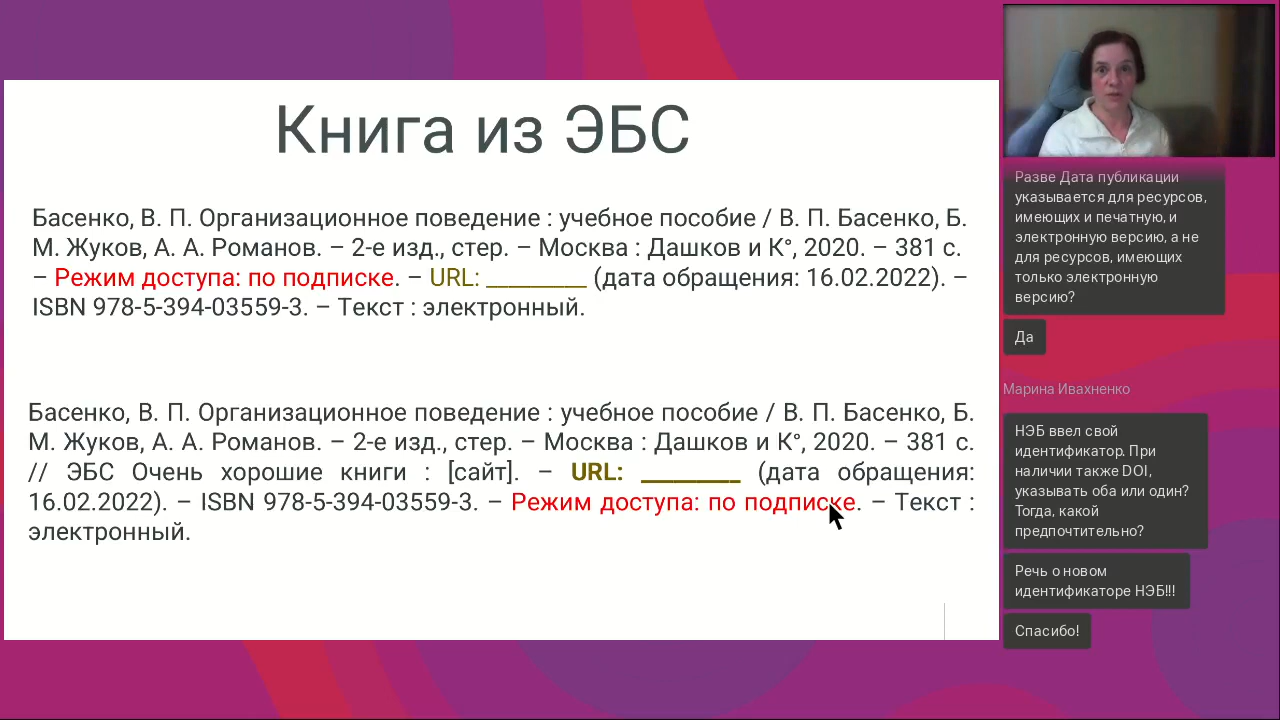 Книга из ЭБС
Басенко, В. П. Организационное поведение : учебное пособие / В. П. Басенко, Б.
М. Жуков, А. А. Романов. – 2-е изд., стер. – Москва : Дашков и К°, 2020. – 381 с.
– Режим доступа: по подписке. – URL: _________ (дата обращения: 16.02.2022). –
ISBN 978-5-394-03559-3. – Текст : электронный.
Басенко, В. П. Организационное поведение : учебное пособие / В. П. Басенко, Б.
М. Жуков, А. А. Романов. – 2-е изд., стер. – Москва : Дашков и К°, 2020. – 381 с.
// ЭБС Очень хорошие книги : [сайт]. – URL: ________ (дата обращения:
16.02.2022). – ISBN 978-5-394-03559-3. – Режим доступа: по подписке. – Текст :
электронный.
Разве Дата публикации
указывается для ресурсов,
имеющих и печатную, и
электронную версию, а не
для ресурсов, имеющих
только электронную
версию?
Да
Марина Ивахненко
НЭБ ввел свой
идентификатор. При
наличии также DOI,
указывать оба или один?
Тогда, какой
предпочтительно?
Речь о новом
идентификаторе НЭБ!!!
Спасибо!